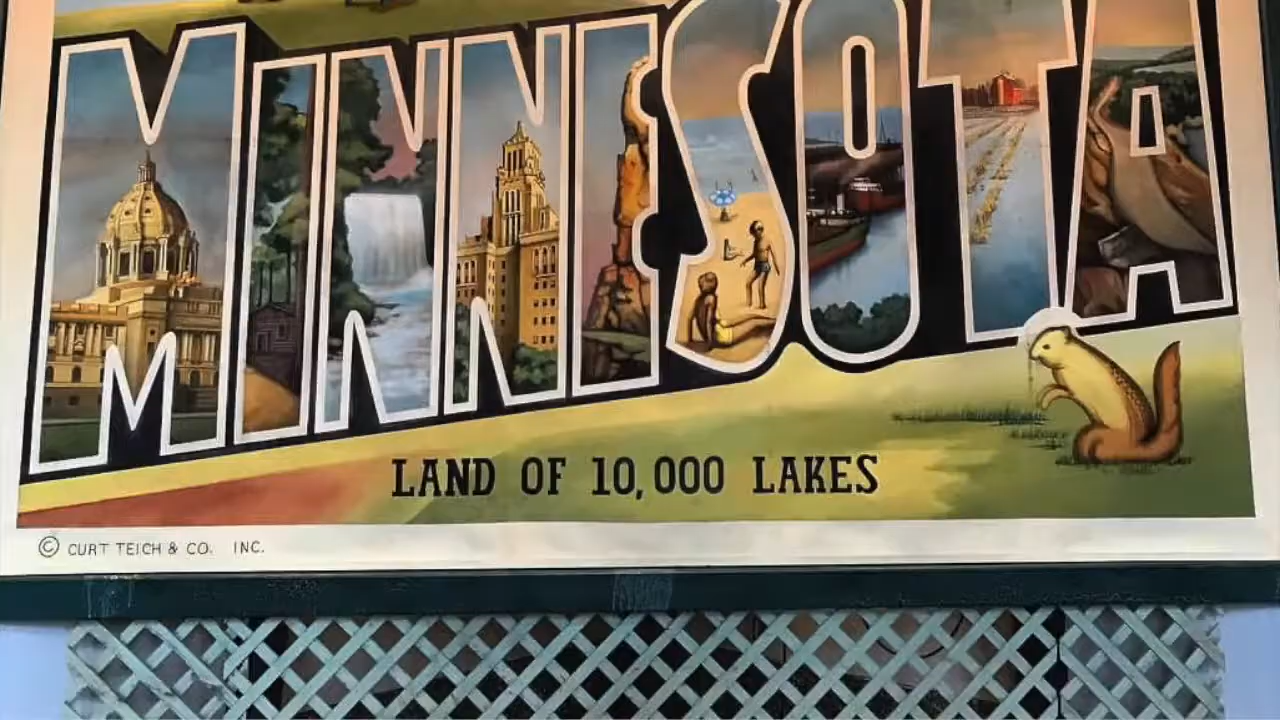 MINNESOTA
LAND OF 10,000 LAKES
© CURT TEICH & CO. INC.